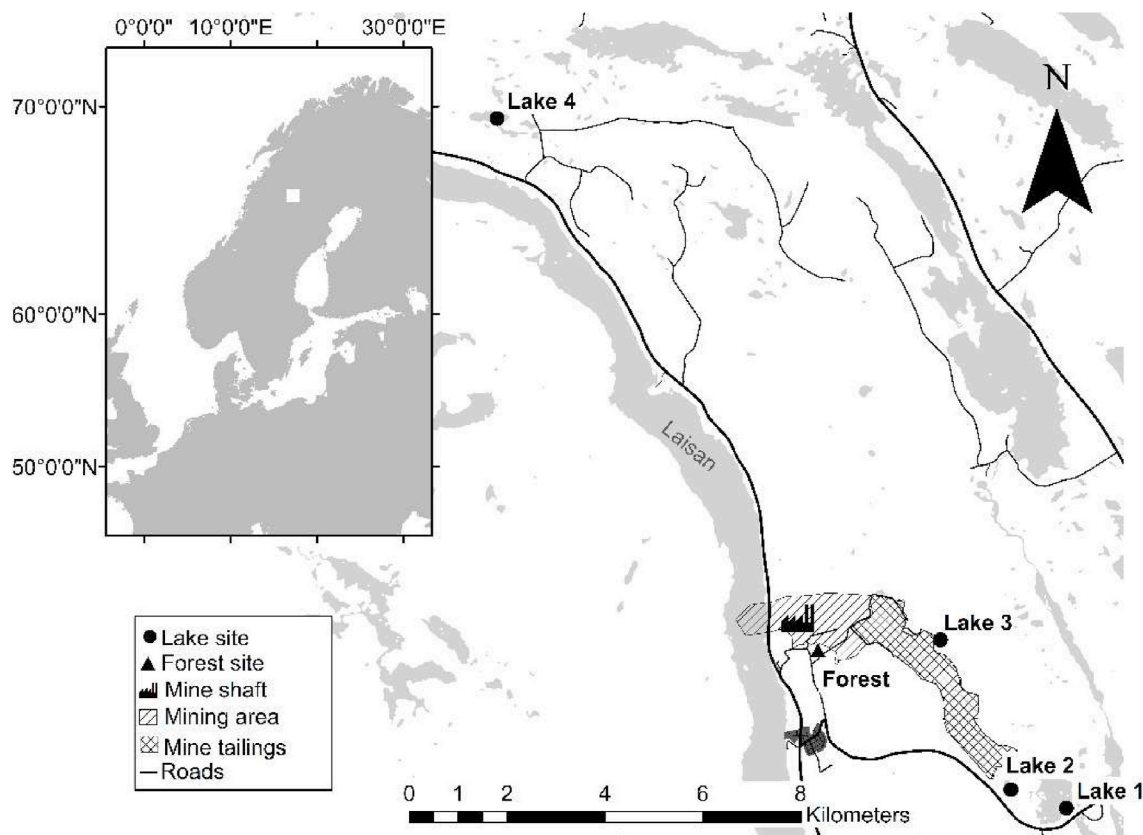 0°0'0" 10°0'0"E 30°0'0"E
70°0'0"N
60°0'0"N
50°0'0"N
N
Lake 4
Laisan
Lake 3
Forest
Lake 2
Lake 1
Lake site
Forest site
Mine shaft
Mining area
Mine tailings
Roads
0 1 2 4 6 8
Kilometers